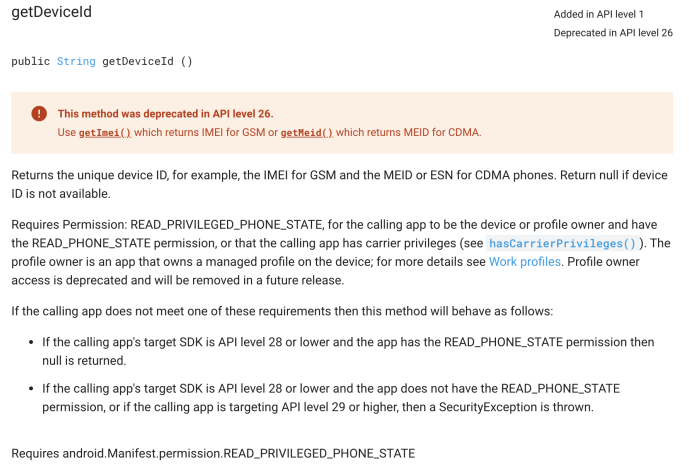 getDeviceId
Added in API level 1
Deprecated in API level 26
public String getDeviceId ()
This method was deprecated in API level 26.
Use getImei() which returns IMEI for GSM or getMeid() which returns MEID for CDMA.
Returns the unique device ID, for example, the IMEI for GSM and the MEID or ESN for CDMA phones. Return null if device
ID is not available.
Requires Permission: READ_PRIVILEGED_PHONE_STATE, for the calling app to be the device or profile owner and have
the READ_PHONE_STATE permission, or that the calling app has carrier privileges (see hasCarrierPrivileges()). The
profile owner is an app that owns a managed profile on the device; for more details see Work profiles. Profile owner
access is deprecated and will be removed in a future release.
If the calling app does not meet one of these requirements then this method will behave as follows:
• If the calling app's target SDK is API level 28 or lower and the app has the READ_PHONE_STATE permission then
null is returned.
• If the calling app's target SDK is API level 28 or lower and the app does not have the READ_PHONE_STATE
permission, or if the calling app is targeting API level 29 or higher, then a SecurityException is thrown.
Requires android.Manifest.permission.READ_PRIVILEGED_PHONE_STATE